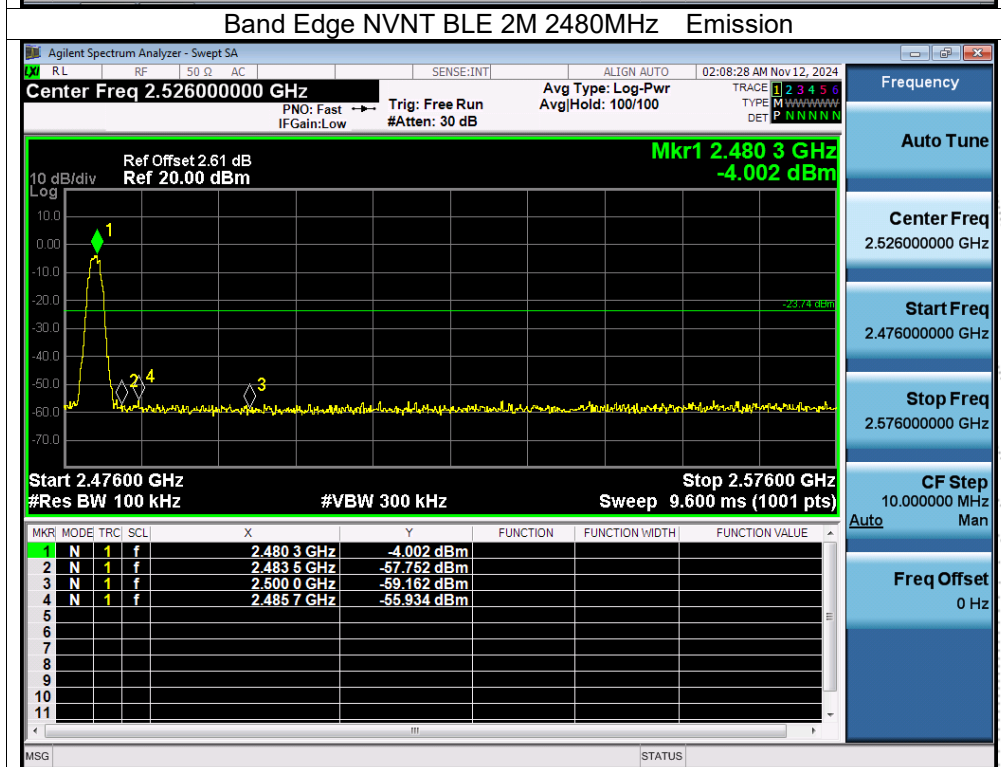 Band Edge NVNT BLE 2M 2480MHz Emission
Agilent Spectrum Analyzer - Swept SA
LXI RL RF 50 Ω AC SENSE:INT ALIGN AUTO 02:08:28 AM Nov 12, 2024
Center Freq 2.526000000 GHz
PNO: Fast
IFGain:Low
Trig: Free Run
#Atten: 30 dB
Avg Type: Log-Pwr
Avg|Hold: 100/100
TRACE 1 2 3 4 5 6
TYPE M WWWWW
DET P N N N N N
Ref Offset 2.61 dB
Ref 20.00 dBm
10 dB/div
Log
Mkr1 2.480 3 GHz
-4.002 dBm
10.0
0.00
-10.0
-20.0
-30.0
-40.0
-50.0
-60.0
-70.0
1
2
4
3
-23.74 dBm
Start 2.47600 GHz
Stop 2.57600 GHz
#Res BW 100 kHz
#VBW 300 kHz
Sweep 9.600 ms (1001 pts)
MKR MODE TRC SCL X Y FUNCTION FUNCTION WIDTH FUNCTION VALUE
1 N 1 f 2.480 3 GHz -4.002 dBm
2 N 1 f 2.483 5 GHz -57.752 dBm
3 N 1 f 2.500 0 GHz -59.162 dBm
4 N 1 f 2.485 7 GHz -55.934 dBm
5
6
7
8
9
10
11
MSG STATUS
Frequency
Auto Tune
Center Freq
2.526000000 GHz
Start Freq
2.476000000 GHz
Stop Freq
2.576000000 GHz
CF Step
10.000000 MHz
Auto Man
Freq Offset
0 Hz